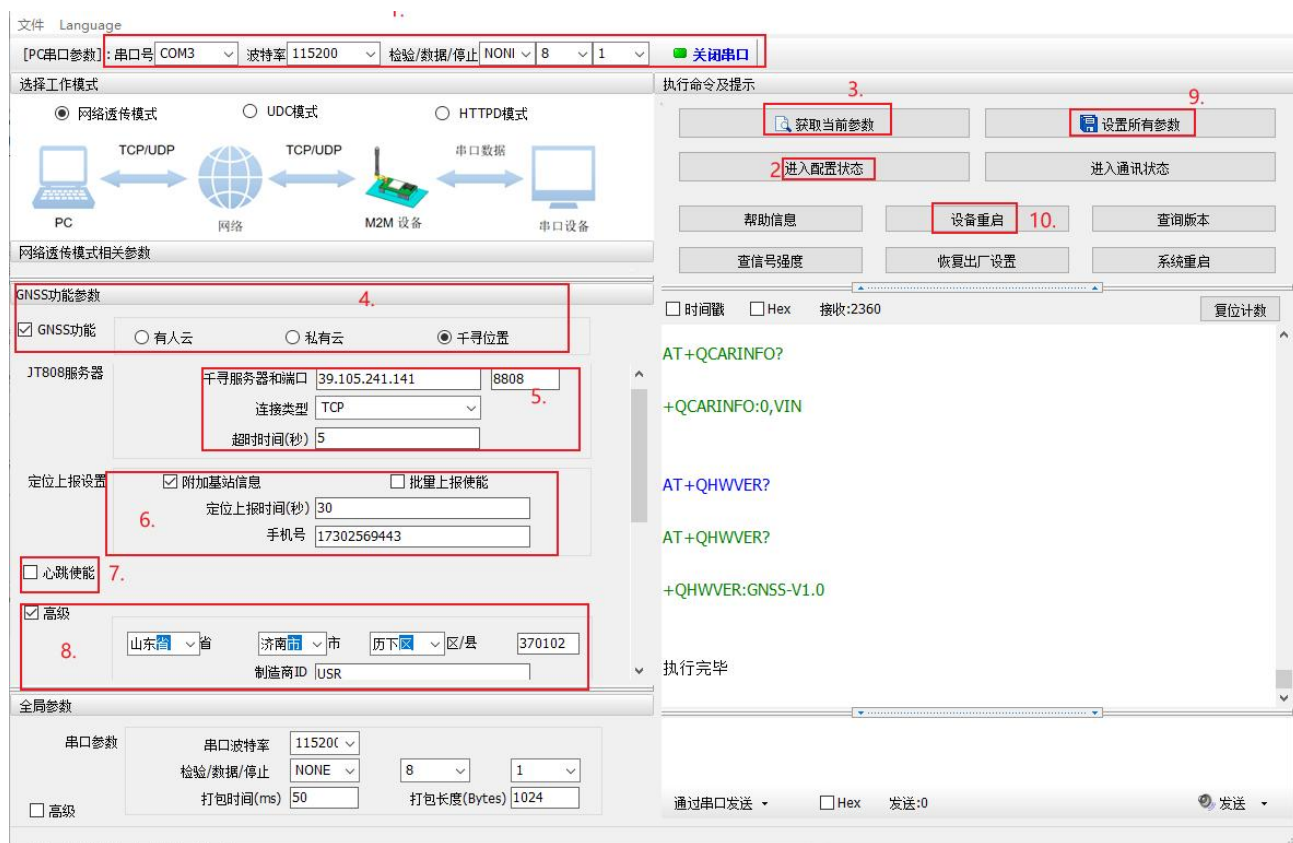 1.
文件 Language
[PC串口参数]:串口号 COM3 波特率 115200 检验/数据/停止 NONI 8 1 关闭串口
选择工作模式
网络透传模式 UDC模式 HTTPD模式
TCP/UDP TCP/UDP 串口数据
PC 网络 M2M 设备 串口设备
网络透传模式相关参数
GNSS功能参数 4.
GNSS功能 有人云 私有云 千寻位置
JT808服务器 千寻服务器和端口 39.105.241.141 8808
连接类型 TCP 5.
超时时间(秒) 5
定位上报设置 附加基站信息 批里上报使能
6. 定位上报时间(秒) 30
手机号 17302569443
心跳使能 7.
高级
8. 山东省 省 济南市 市 历下区 区/县 370102
制造商ID USR
全局参数
串口参数 串口波特率 11520(
检验/数据/停止 NONE 8 1
打包时间(ms) 50 打包长度(Bytes) 1024
高级
执行命令及提示
3. 9.
获取当前参数 设置所有参数
2 进入配置状态 进入通讯状态
帮助信息 设备重启 10. 查询版本
查信号强度 恢复出厂设置 系统重启
时间戳 Hex 接收:2360 复位计数
AT+QCARINFO?
+QCARINFO:0,VIN
AT+QHWVER?
AT+QHWVER?
+QHWVER:GNSS-V1.0
执行完毕
通过串口发送 Hex 发送:0 发送